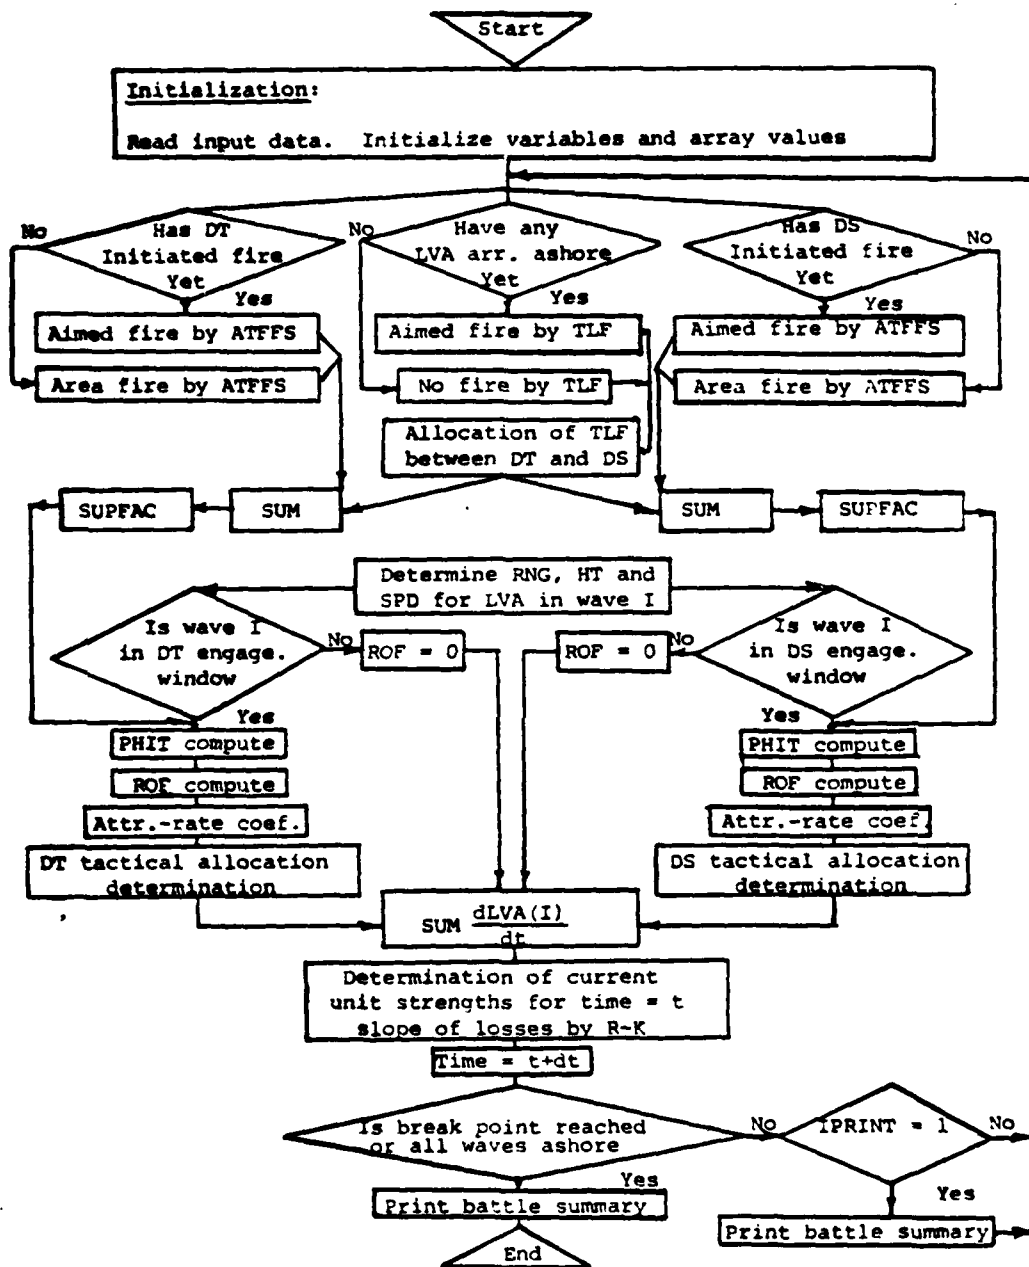 Start
Initialization:
Read input data. Initialize variables and array values
No
Has DT
Initiated fire
Yet
Yes
No
Have any
LVA arr. ashore
Yet
Yes
Has DS
Initiated fire
Yet
No
Yes
Aimed fire by ATFFS
Aimed fire by TLF
Aimed fire by ATFFS
Area fire by ATFFS
No fire by TLF
Area fire by ATFFS
Allocation of TLF
between DT and DS
SUPFAC
SUM
SUM
SUPFAC
Determine RNG, HT and
SPD for LVA in wave I
Is wave I
in DT engage.
window
No
ROF = 0
ROF = 0
No
Is wave I
in DS engage.
window
Yes
Yes
PHIT compute
PHIT compute
ROF compute
ROF compute
Attr.-rate coef.
Attr.-rate coef.
DT tactical allocation
determination
DS tactical allocation
determination
SUM dLVA(I)
dt
Determination of current
unit strengths for time = t
slope of losses by R-K
Time = t+dt
Is break point reached
or all waves ashore
No
IPRINT = 1
No
Yes
Yes
Print battle summary
Print battle summary
End